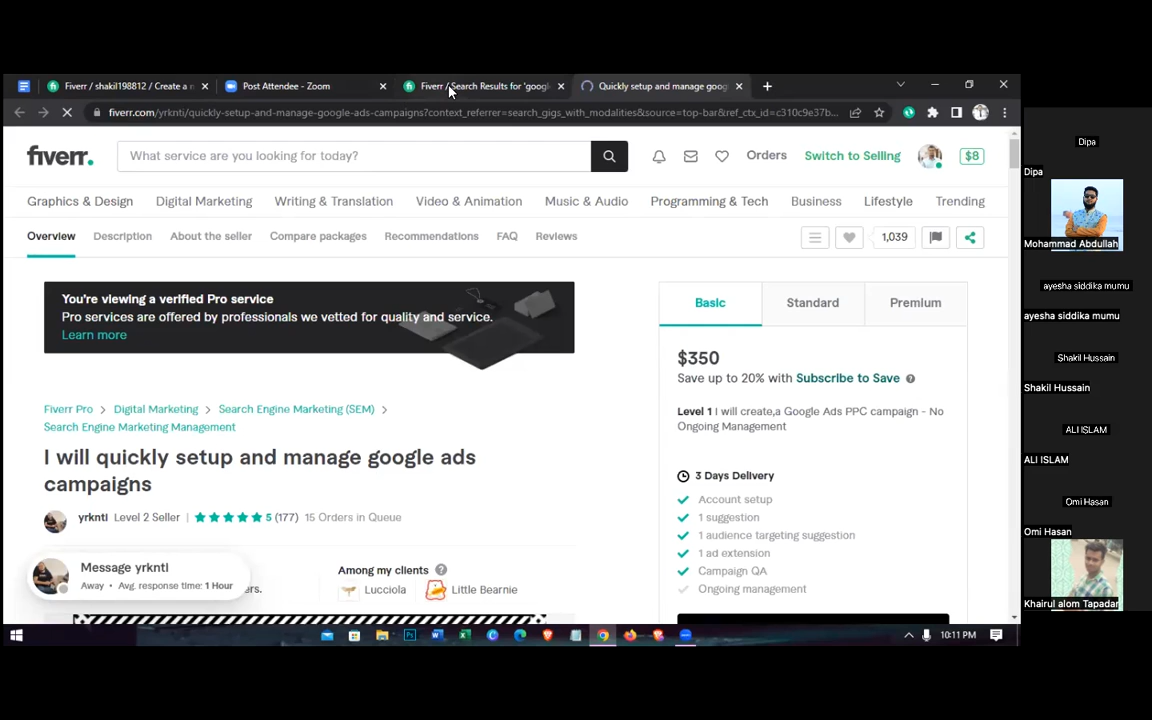 Fiverr / shakil198812 / Create a n
Post Attendee - Zoom
Fiverr / Search Results for 'googl
Quickly setup and manage goog
fiverr.com/yrknti/quickly-setup-and-manage-google-ads-campaigns?context_referrer=search_gigs_with_modalities&source=top-bar&ref_ctx_id=c310c9e37b...
fiverr.
What service are you looking for today?
Orders
Switch to Selling
$8
Graphics & Design
Digital Marketing
Writing & Translation
Video & Animation
Music & Audio
Programming & Tech
Business
Lifestyle
Trending
Overview
Description
About the seller
Compare packages
Recommendations
FAQ
Reviews
1,039
You're viewing a verified Pro service
Pro services are offered by professionals we vetted for quality and service.
Learn more
Fiverr Pro > Digital Marketing > Search Engine Marketing (SEM) >
Search Engine Marketing Management
I will quickly setup and manage google ads
campaigns
yrknti Level 2 Seller | 5 (177) 15 Orders in Queue
Message yrknti
Away • Avg. response time: 1 Hour
ers.
Among my clients
Lucciola
Little Bearnie
Basic
Standard
Premium
$350
Save up to 20% with Subscribe to Save
Level 1 I will create,a Google Ads PPC campaign - No
Ongoing Management
3 Days Delivery
Account setup
1 suggestion
1 audience targeting suggestion
1 ad extension
Campaign QA
Ongoing management
10:11 PM
Dipa
Dipa
Mohammad Abdullah
ayesha siddika mumu
ayesha siddika mumu
Shakil Hussain
Shakil Hussain
ALI ISLAM
ALI ISLAM
Omi Hasan
Omi Hasan
Khairul alom Tapadar